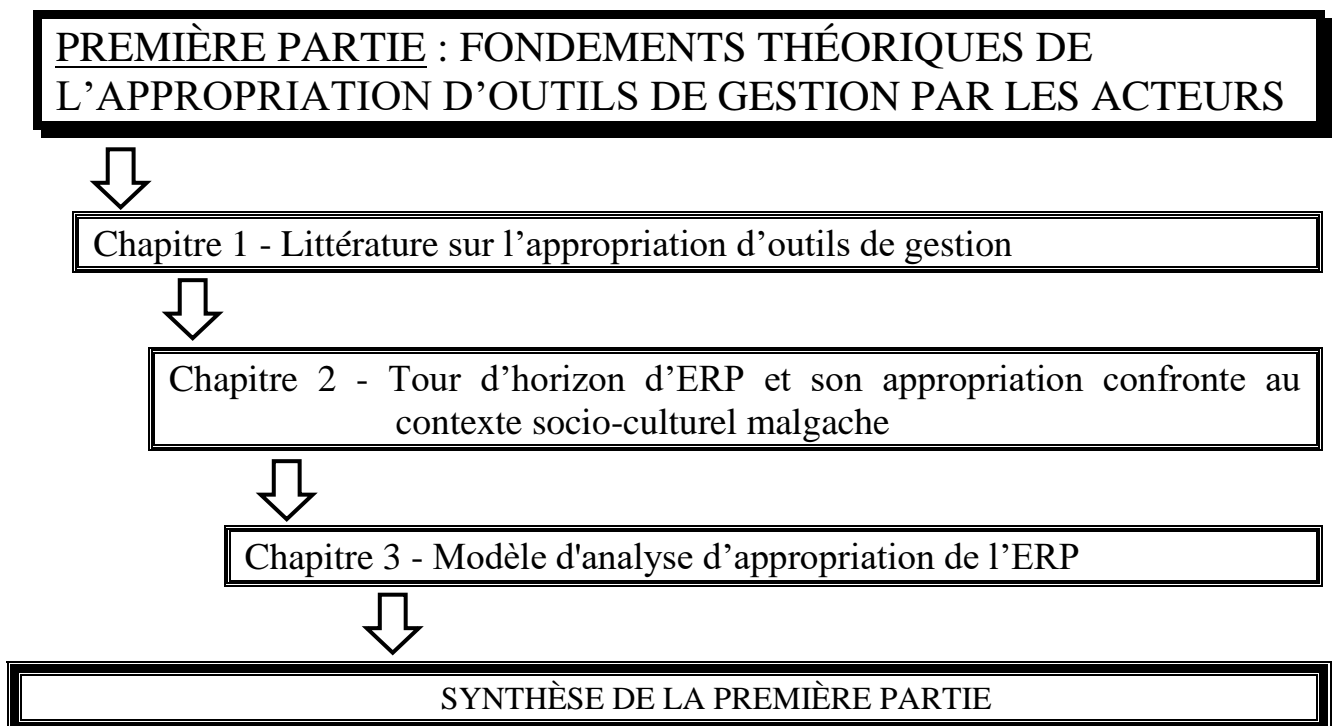 PREMIÈRE PARTIE : FONDEMENTS THÉORIQUES DE
L’APPROPRIATION D’OUTILS DE GESTION PAR LES ACTEURS
Chapitre 1 - Littérature sur l’appropriation d’outils de gestion
Chapitre 2 - Tour d’horizon d’ERP et son appropriation confronte au
contexte socio-culturel malgache
Chapitre 3 - Modèle d'analyse d’appropriation de l’ERP
SYNTHÈSE DE LA PREMIÈRE PARTIE